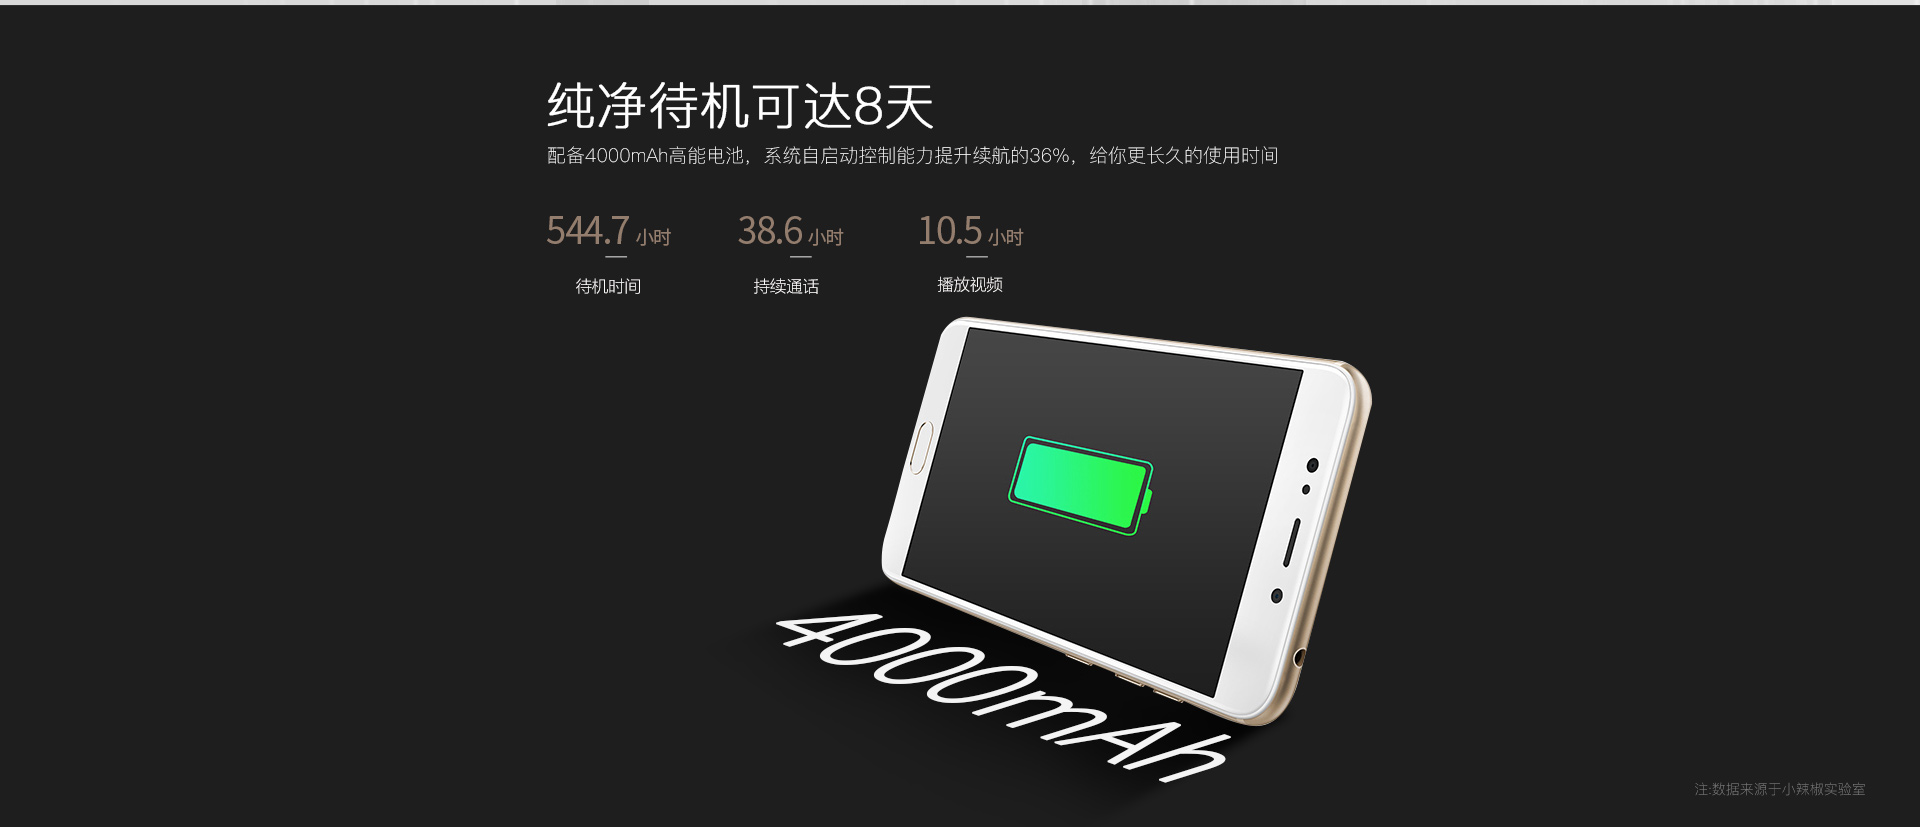 纯净待机可达8天
配备4000mAh高能电池，系统自启动控制能力提升续航的36%，给你更长久的使用时间
544.7 小时
待机时间
38.6 小时
持续通话
10.5 小时
播放视频
4000mAh
注:数据来源于小辣椒实验室